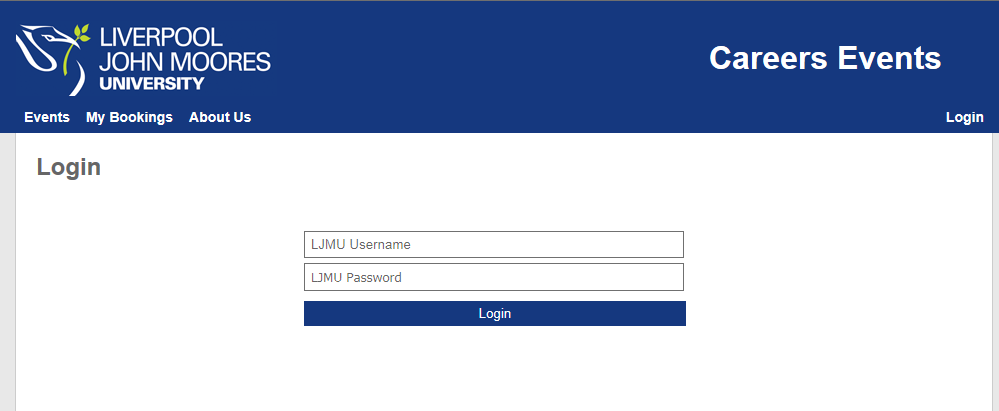 LIVERPOOL
JOHN MOORES
UNIVERSITY
Careers Events
Events My Bookings About Us Login
Login
LJMU Username
LJMU Password
Login